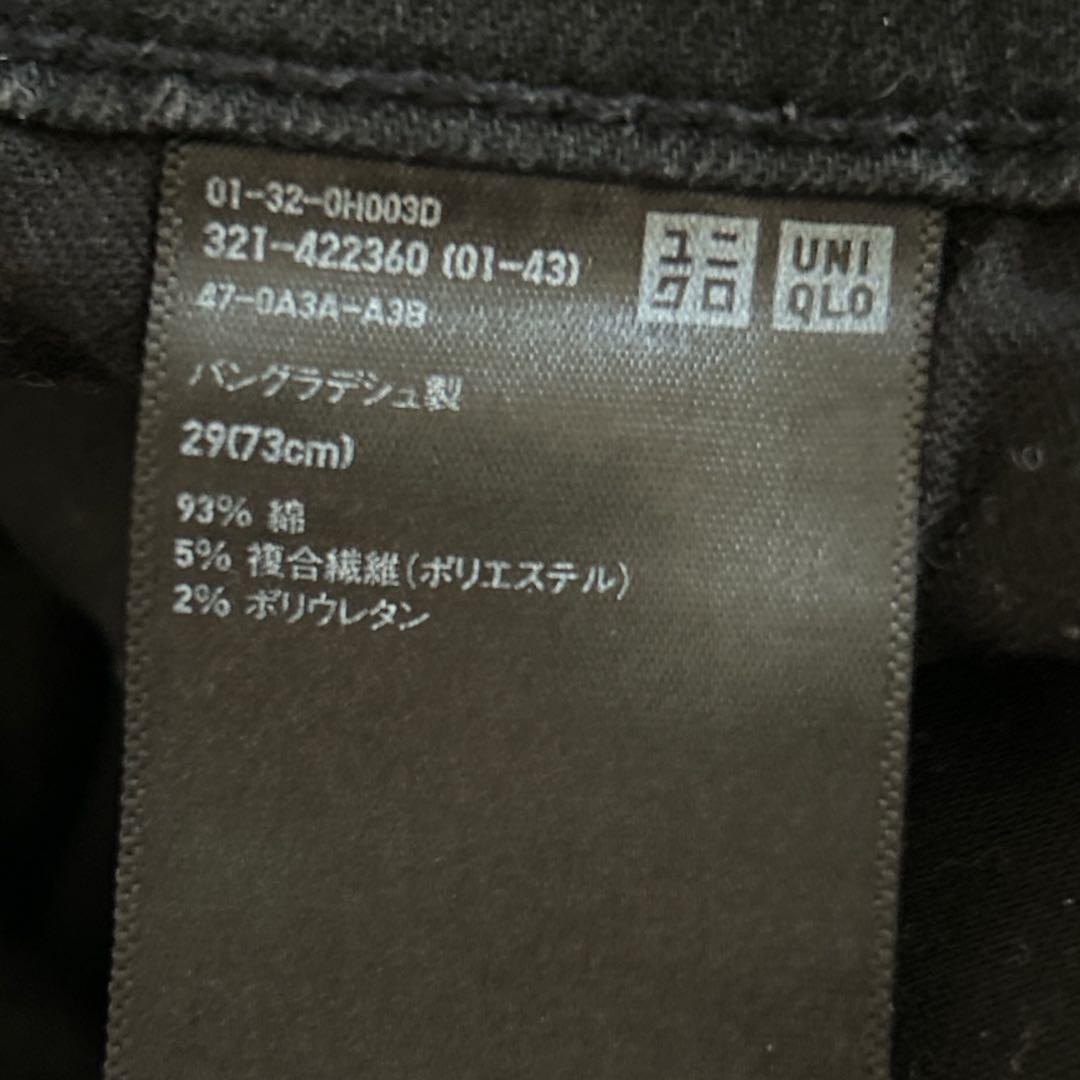 01-32-0H003D
321-422360 (01-43)
47-0A3A-A3B
ユニ
クロ
UNI
QLO
バングラデシュ製
29(73cm)
93% 綿
5% 複合繊維(ポリエステル)
2% ポリウレタン